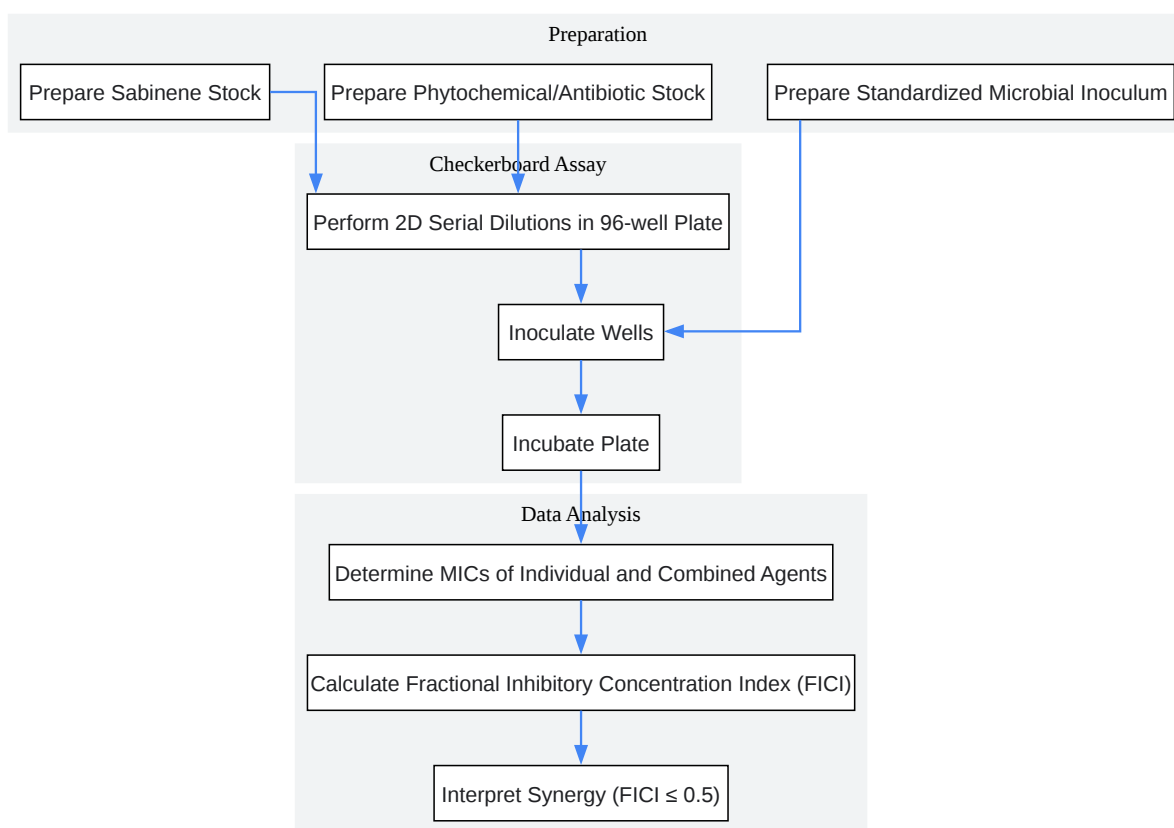 Preparation
Prepare Sabinene Stock
Prepare Phytochemical/Antibiotic Stock
Prepare Standardized Microbial Inoculum
Checkerboard Assay
Perform 2D Serial Dilutions in 96-well Plate
Inoculate Wells
Incubate Plate
Data Analysis
Determine MICs of Individual and Combined Agents
Calculate Fractional Inhibitory Concentration Index (FICI)
Interpret Synergy (FICI ≤ 0.5)